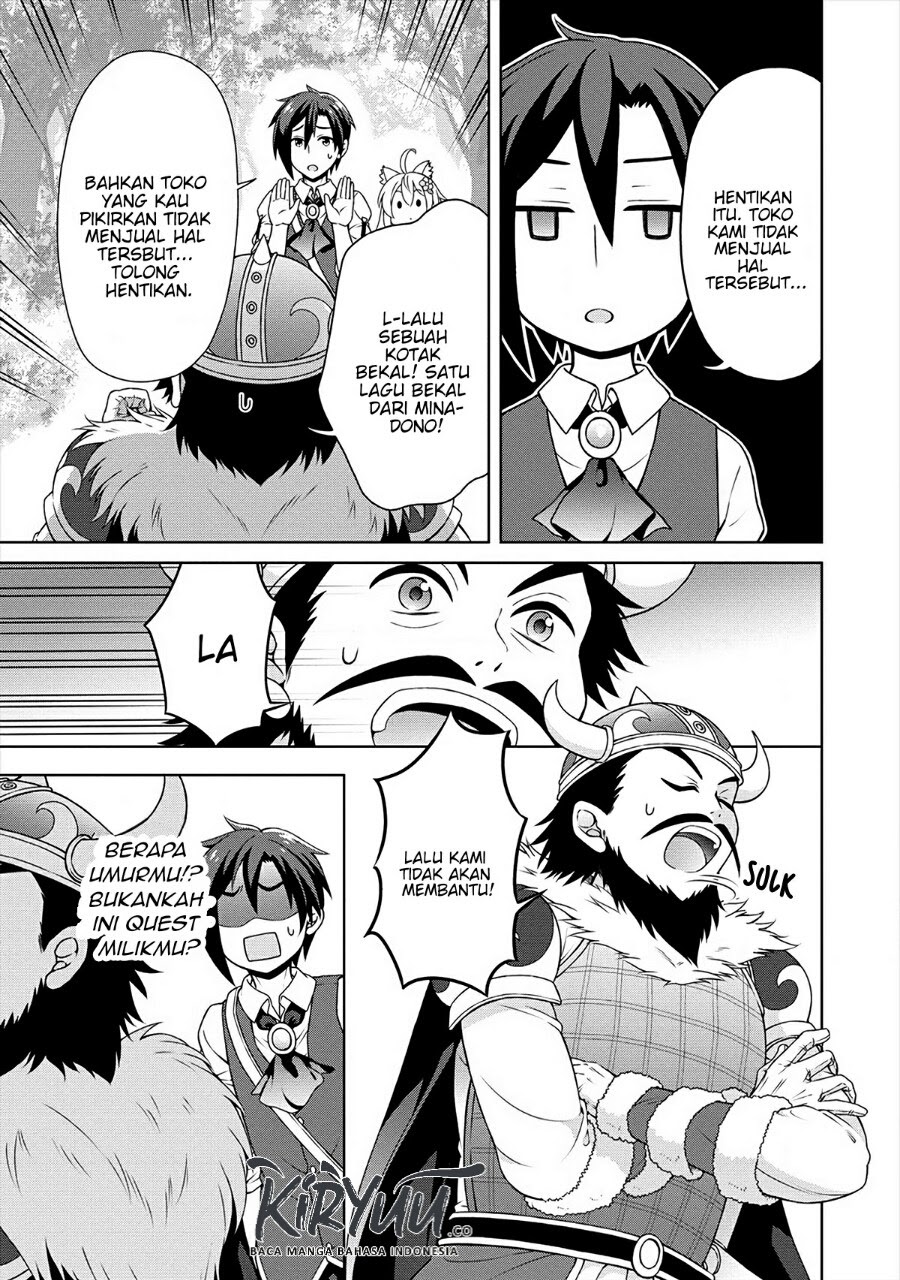 HENTIKAN
ITU. TOKO
KAMI TIDAK
MENJUAL
HAL
TERSEBUT...
L-LALU
SEBUAH
KOTAK
BEKAL! SATU
LAGU BEKAL
DARI MINA-
DONO!
BAHKAN TOKO
YANG KAU
PIKIRKAN TIDAK
MENJUAL HAL
TERSBUT...
TOLONG
HENTIKAN.
LA
LALU KAMI
TIDAK AKAN
MEMBANTU!
SULK
BERAPA
UMURMU!?
BUKANKAH
INI QUEST
MILIKMU?
KIRYUU.CO
BACA MANGA BAHASA INDONESIA